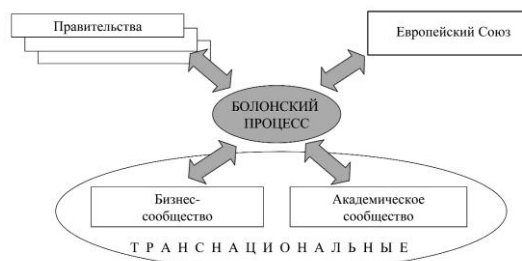 Правительства
Европейский Союз
БОЛОНСКИЙ
ПРОЦЕСС
Бизнес-
сообщество
Академическое
сообщество
Т Р А Н С Н А Ц И О Н А Л Ь Н Ы Е